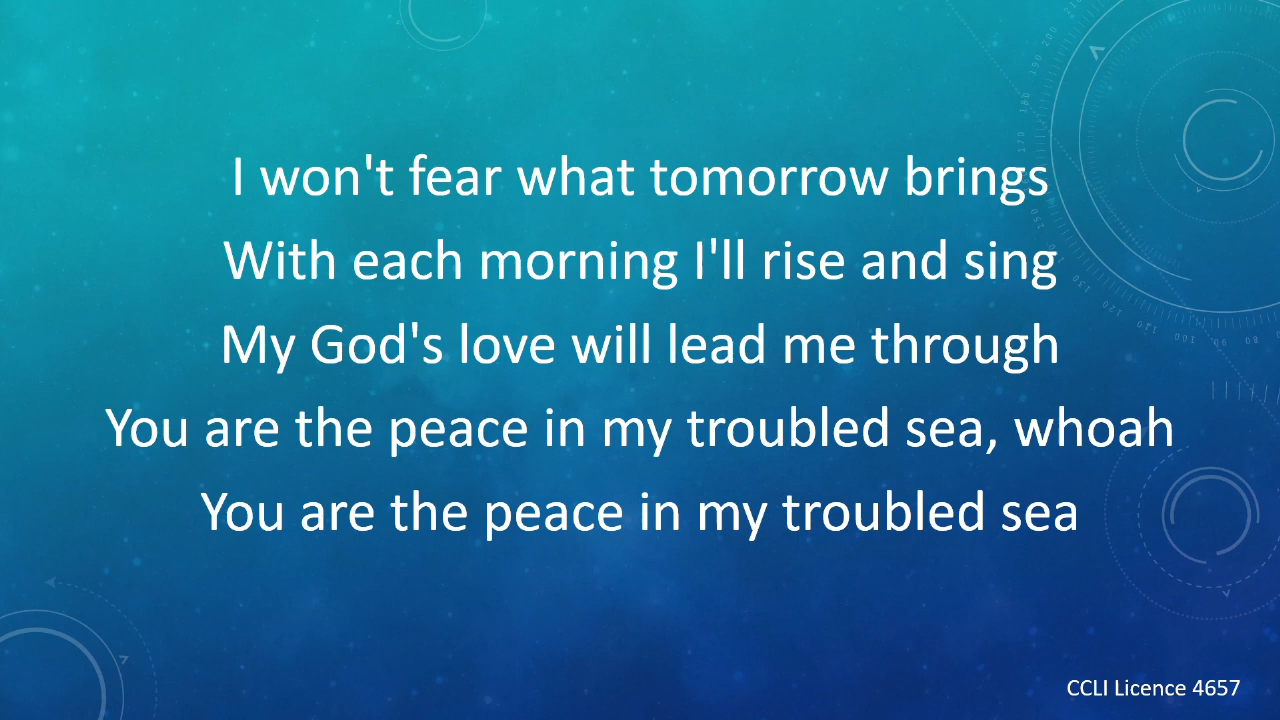 I won't fear what tomorrow brings
With each morning I'll rise and sing
My God's love will lead me through
You are the peace in my troubled sea, whoah
You are the peace in my troubled sea
CCLI Licence 4657